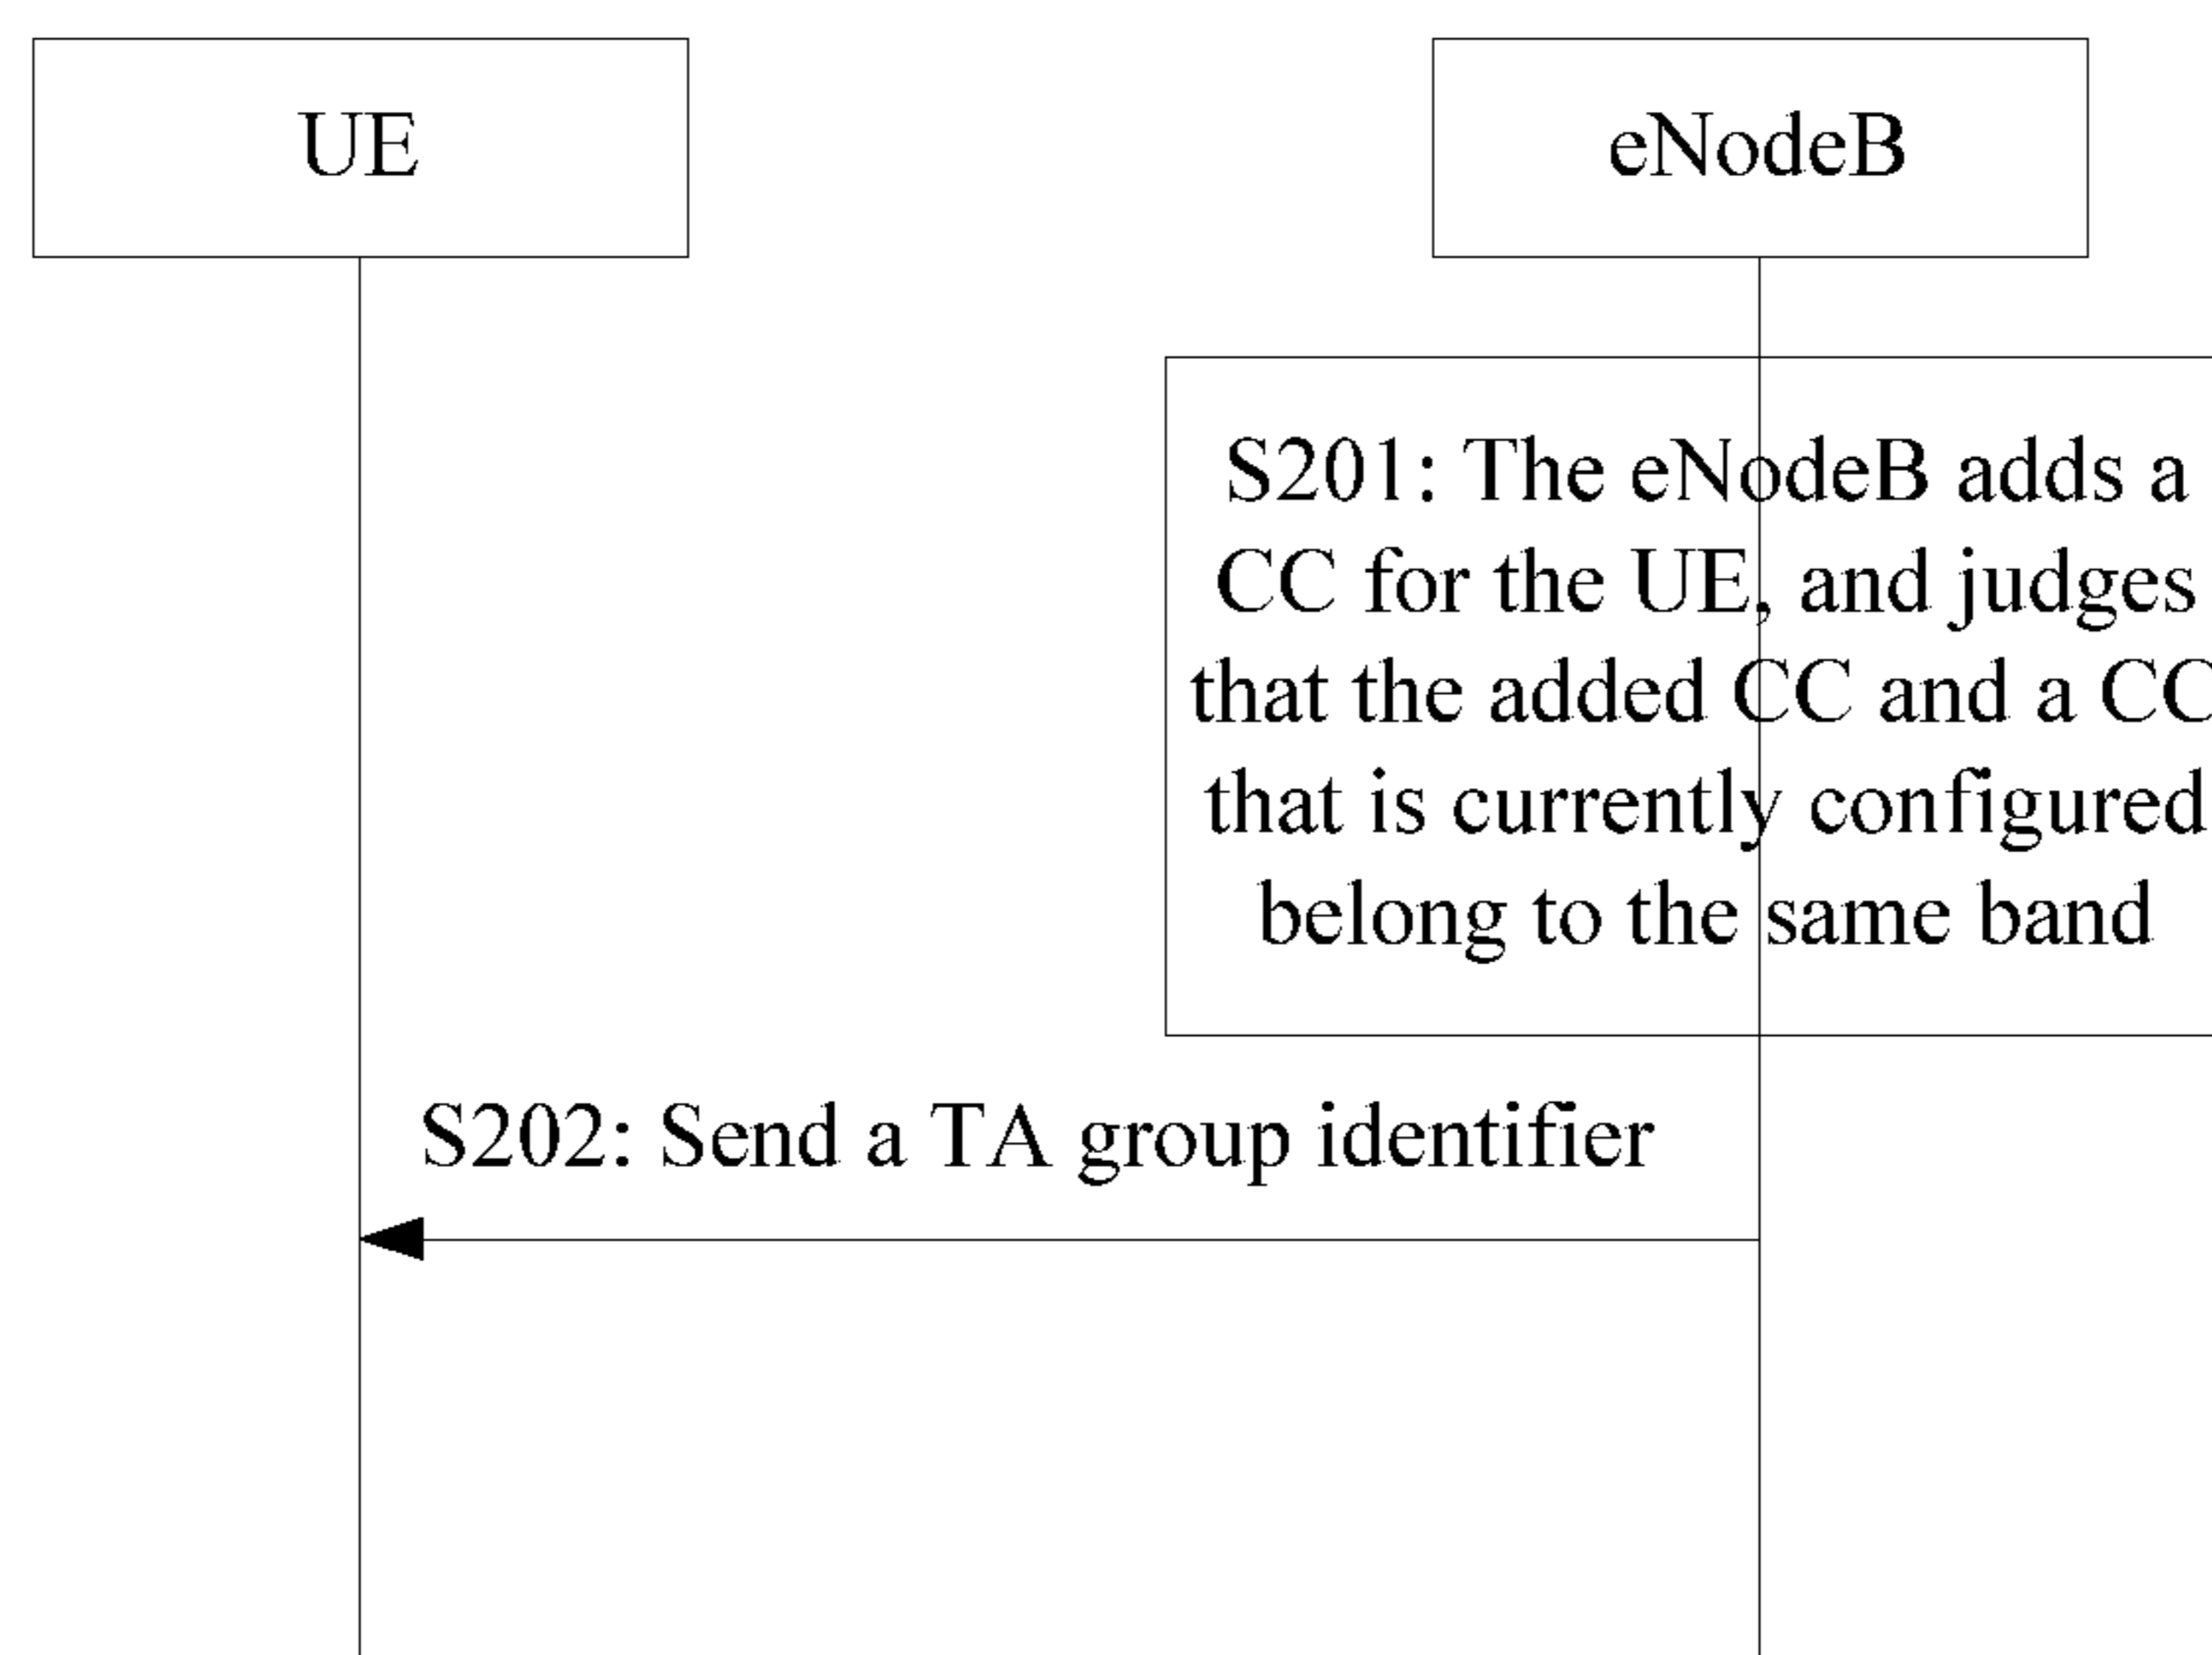 UE
eNodeB
S201: The eNodeB adds a
CC for the UE, and judges
that the added CC and a CC
that is currently configured
belong to the same band
S202: Send a TA group identifier